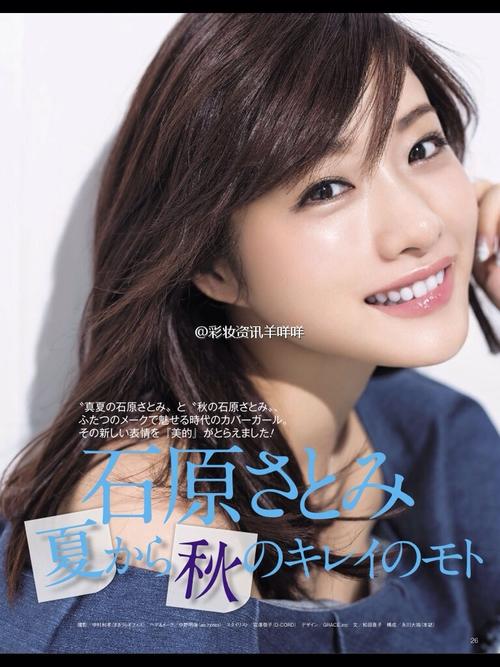 @彩妆资讯羊咩咩
“真夏の石原さとみ„ と “秋の石原さとみ„、
ふたつのメークで魅せる時代のカバーガール。
その新しい表情を『美的』がとらえました!
石原さとみ
夏から秋のキレイのモト
26